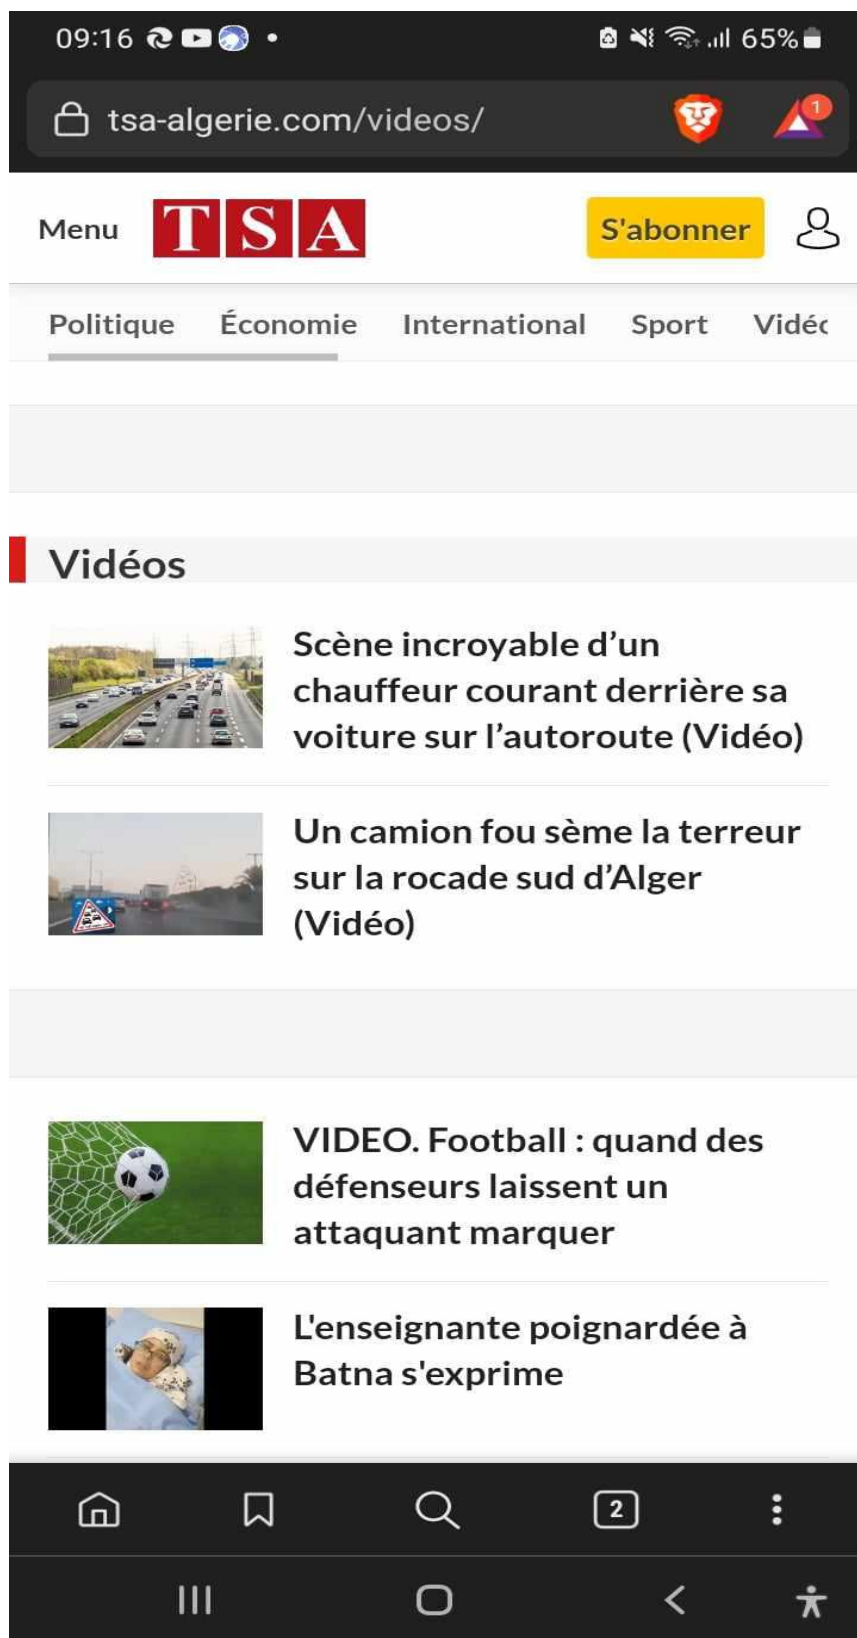 09:16
65%
tsa-algerie.com/videos/
1
Menu
TSA
S'abonner
Politique Économie International Sport Vidéo
Vidéos
Scène incroyable d’un
chauffeur courant derrière sa
voiture sur l’autoroute (Vidéo)
Un camion fou sème la terreur
sur la rocade sud d’Alger
(Vidéo)
VIDEO. Football : quand des
défenseurs laissent un
attaquant marquer
L'enseignante poignardée à
Batna s'exprime
2